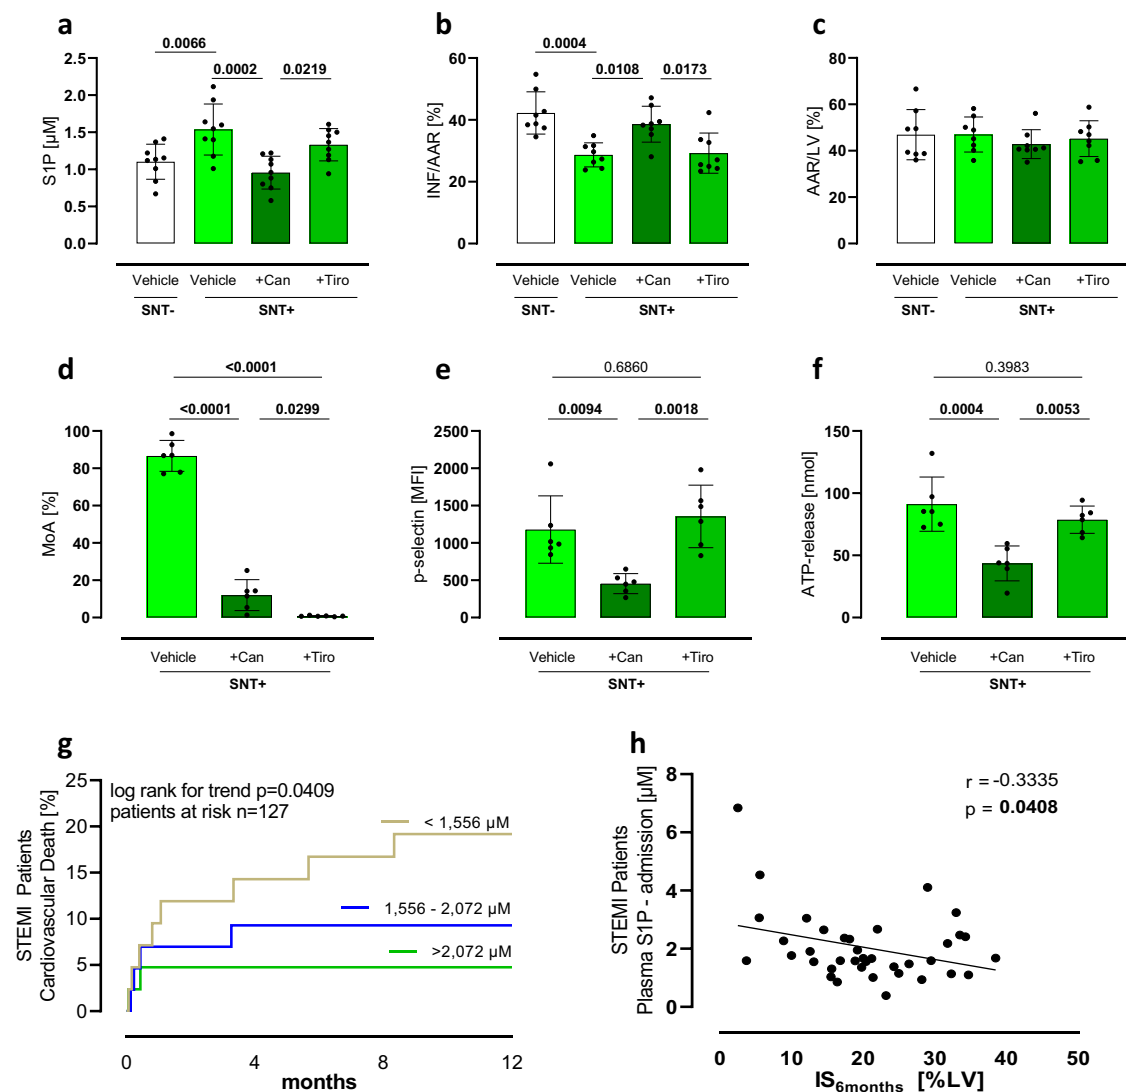 a
0.0066
0.0002
0.0219
S1P [µM]
2.5
2.0
1.5
1.0
0.5
0.0
Vehicle
Vehicle
+Can
+Tiro
SNT-
SNT+
b
0.0004
0.0108
0.0173
INF/AAR [%]
60
40
20
0
Vehicle
Vehicle
+Can
+Tiro
SNT-
SNT+
c
AAR/LV [%]
80
60
40
20
0
Vehicle
Vehicle
+Can
+Tiro
SNT-
SNT+
d
<0.0001
<0.0001
0.0299
MoA [%]
100
80
60
40
20
0
Vehicle
+Can
+Tiro
SNT+
e
0.6860
0.0094
0.0018
p-selectin [MFI]
2500
2000
1500
1000
500
0
Vehicle
+Can
+Tiro
SNT+
f
0.3983
0.0004
0.0053
ATP-release [nmol]
150
100
50
0
Vehicle
+Can
+Tiro
SNT+
g
STEMI Patients
Cardiovascular Death [%]
25
20
15
10
5
0
log rank for trend p=0.0409
patients at risk n=127
< 1,556 µM
1,556 - 2,072 µM
>2,072 µM
0
4
8
12
months
h
STEMI Patients
Plasma S1P - admission [µM]
8
6
4
2
0
r = -0.3335
p = 0.0408
0
10
20
30
40
50
IS6months [%LV]